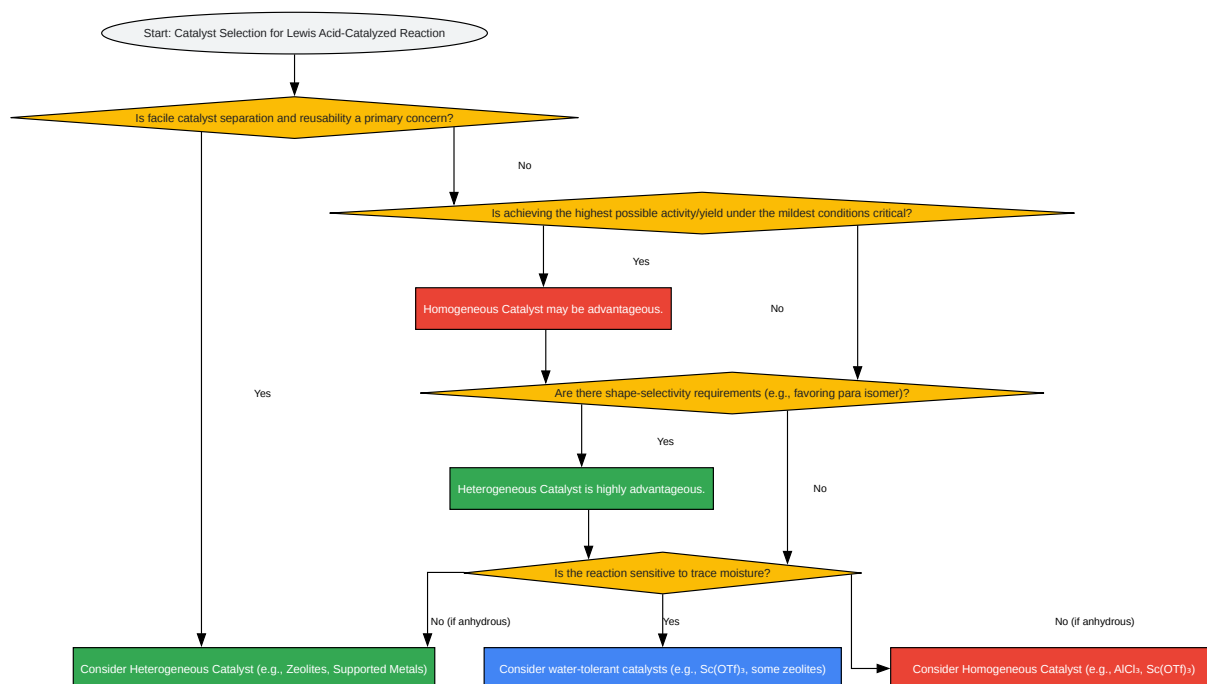 Start: Catalyst Selection for Lewis Acid-Catalyzed Reaction
Is facile catalyst separation and reusability a primary concern?
No
Is achieving the highest possible activity/yield under the mildest conditions critical?
Yes
Homogeneous Catalyst may be advantageous.
No
Are there shape-selectivity requirements (e.g., favoring para isomer)?
Yes
Yes
Heterogeneous Catalyst is highly advantageous.
No
Is the reaction sensitive to trace moisture?
No (if anhydrous)
Yes
No (if anhydrous)
Consider Heterogeneous Catalyst (e.g., Zeolites, Supported Metals)
Consider water-tolerant catalysts (e.g., Sc(OTf)₃, some zeolites)
Consider Homogeneous Catalyst (e.g., AlCl₃, Sc(OTf)₃)